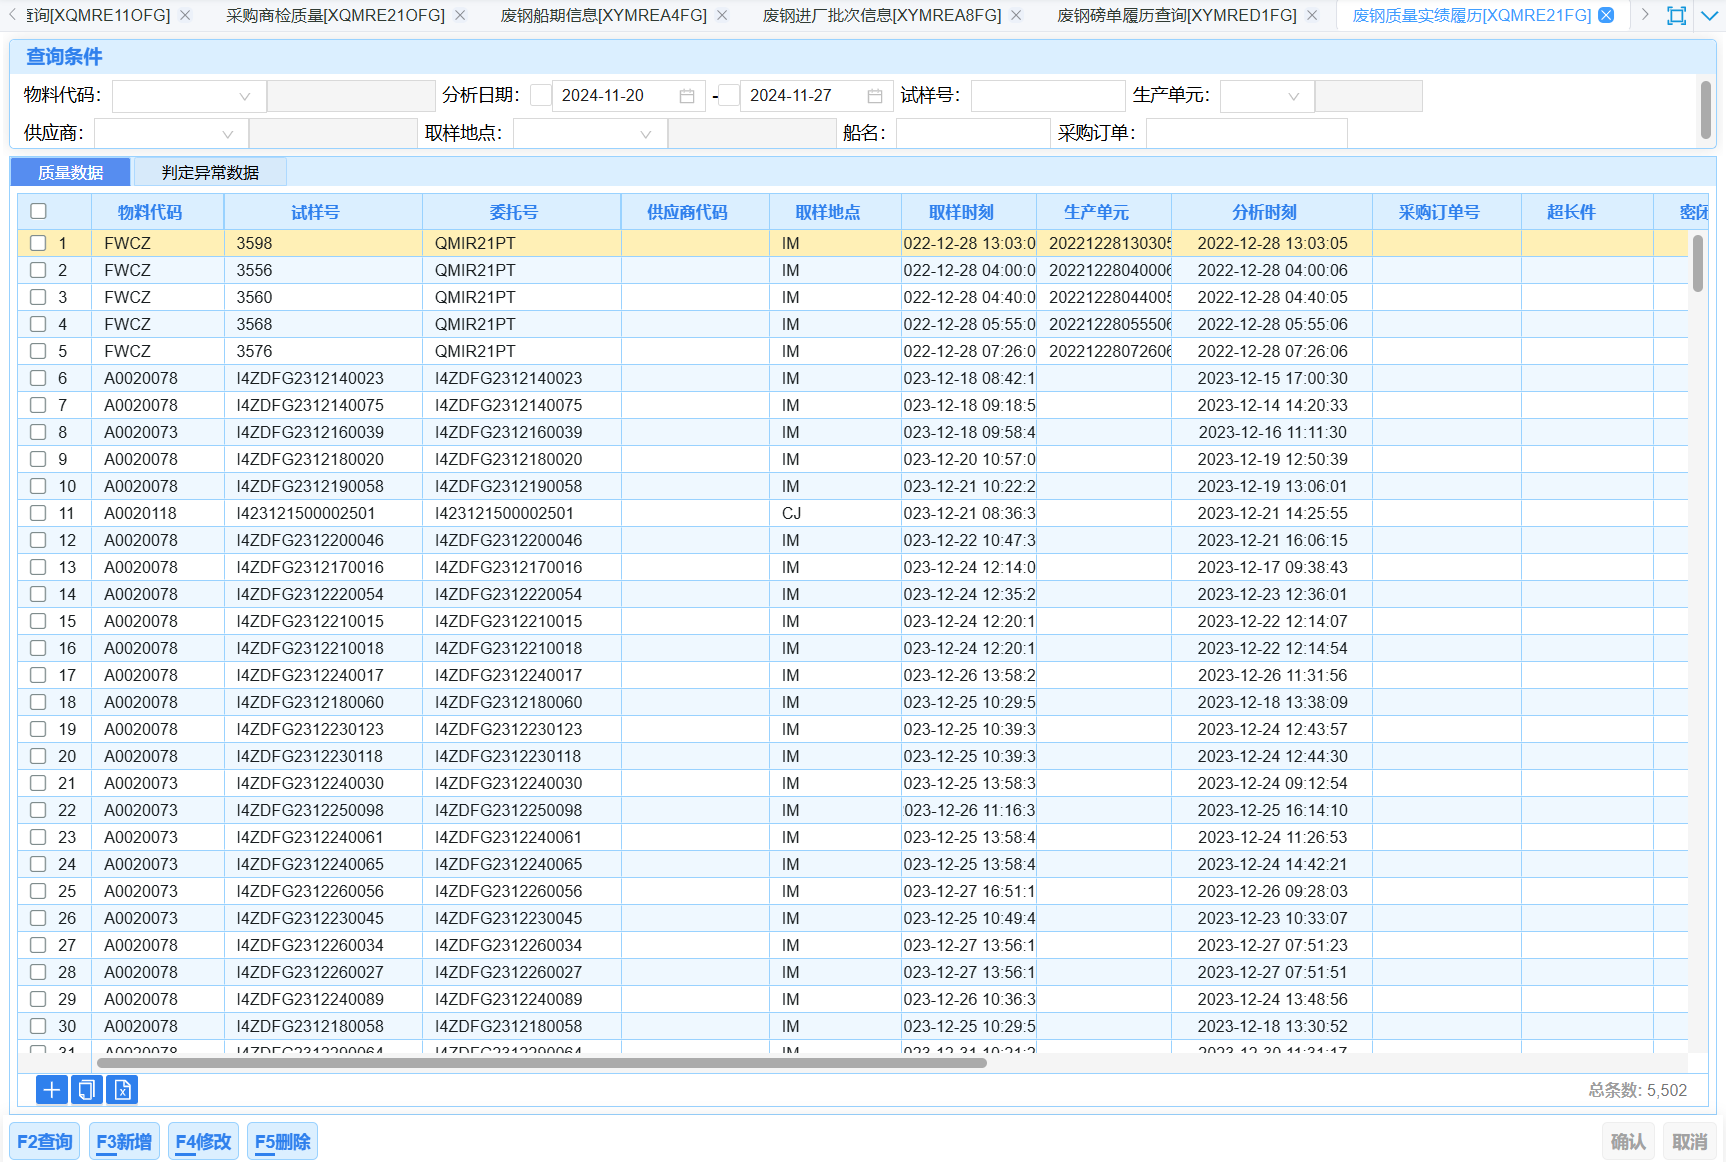 查询[XQMRE11OFG] 采购商检质量[XQMRE21OFG] 废钢船期信息[XYMREA4FG] 废钢进厂批次信息[XYMREA8FG] 废钢磅单履历查询[XYMRED1FG] 废钢质量实绩履历[XQMRE21FG]
查询条件
物料代码: 分析日期: 2024-11-20 - 2024-11-27 试样号: 生产单元:
供应商: 取样地点: 船名: 采购订单:
质量数据 判定异常数据
物料代码 试样号 委托号 供应商代码 取样地点 取样时刻 生产单元 分析时刻 采购订单号 超长件 密闭
1 FWCZ 3598 QMIR21PT IM 022-12-28 13:03:0 20221228130305 2022-12-28 13:03:05
2 FWCZ 3556 QMIR21PT IM 022-12-28 04:00:0 20221228040006 2022-12-28 04:00:06
3 FWCZ 3560 QMIR21PT IM 022-12-28 04:40:0 20221228044005 2022-12-28 04:40:05
4 FWCZ 3568 QMIR21PT IM 022-12-28 05:55:0 20221228055506 2022-12-28 05:55:06
5 FWCZ 3576 QMIR21PT IM 022-12-28 07:26:0 20221228072606 2022-12-28 07:26:06
6 A0020078 I4ZDFG2312140023 I4ZDFG2312140023 IM 023-12-18 08:42:1 2023-12-15 17:00:30
7 A0020078 I4ZDFG2312140075 I4ZDFG2312140075 IM 023-12-18 09:18:5 2023-12-14 14:20:33
8 A0020073 I4ZDFG2312160039 I4ZDFG2312160039 IM 023-12-18 09:58:4 2023-12-16 11:11:30
9 A0020078 I4ZDFG2312180020 I4ZDFG2312180020 IM 023-12-20 10:57:0 2023-12-19 12:50:39
10 A0020078 I4ZDFG2312190058 I4ZDFG2312190058 IM 023-12-21 10:22:2 2023-12-19 13:06:01
11 A0020118 I423121500002501 I423121500002501 CJ 023-12-21 08:36:3 2023-12-21 14:25:55
12 A0020078 I4ZDFG2312200046 I4ZDFG2312200046 IM 023-12-22 10:47:3 2023-12-21 16:06:15
13 A0020078 I4ZDFG2312170016 I4ZDFG2312170016 IM 023-12-24 12:14:0 2023-12-17 09:38:43
14 A0020078 I4ZDFG2312220054 I4ZDFG2312220054 IM 023-12-24 12:35:2 2023-12-23 12:36:01
15 A0020078 I4ZDFG2312210015 I4ZDFG2312210015 IM 023-12-24 12:20:1 2023-12-22 12:14:07
16 A0020078 I4ZDFG2312210018 I4ZDFG2312210018 IM 023-12-24 12:20:1 2023-12-22 12:14:54
17 A0020078 I4ZDFG2312240017 I4ZDFG2312240017 IM 023-12-26 13:58:2 2023-12-26 11:31:56
18 A0020078 I4ZDFG2312180060 I4ZDFG2312180060 IM 023-12-25 10:29:5 2023-12-18 13:38:09
19 A0020078 I4ZDFG2312230123 I4ZDFG2312230123 IM 023-12-25 10:39:3 2023-12-24 12:43:57
20 A0020078 I4ZDFG2312230118 I4ZDFG2312230118 IM 023-12-25 10:39:3 2023-12-24 12:44:30
21 A0020073 I4ZDFG2312240030 I4ZDFG2312240030 IM 023-12-25 13:58:3 2023-12-24 09:12:54
22 A0020073 I4ZDFG2312250098 I4ZDFG2312250098 IM 023-12-26 11:16:3 2023-12-25 16:14:10
23 A0020073 I4ZDFG2312240061 I4ZDFG2312240061 IM 023-12-25 13:58:4 2023-12-24 11:26:53
24 A0020073 I4ZDFG2312240065 I4ZDFG2312240065 IM 023-12-25 13:58:4 2023-12-24 14:42:21
25 A0020073 I4ZDFG2312260056 I4ZDFG2312260056 IM 023-12-27 16:51:1 2023-12-26 09:28:03
26 A0020073 I4ZDFG2312230045 I4ZDFG2312230045 IM 023-12-25 10:49:4 2023-12-23 10:33:07
27 A0020078 I4ZDFG2312260034 I4ZDFG2312260034 IM 023-12-27 13:56:1 2023-12-27 07:51:23
28 A0020078 I4ZDFG2312260027 I4ZDFG2312260027 IM 023-12-27 13:56:1 2023-12-27 07:51:51
29 A0020078 I4ZDFG2312240089 I4ZDFG2312240089 IM 023-12-26 10:36:3 2023-12-24 13:48:56
30 A0020078 I4ZDFG2312180058 I4ZDFG2312180058 IM 023-12-25 10:29:5 2023-12-18 13:30:52
31 A0020078 I4ZDFG2312290064 I4ZDFG2312290064 IM 023-12-31 10:21:2 2023-12-30 11:31:17
总条数: 5,502
F2查询 F3新增 F4修改 F5删除 确认 取消